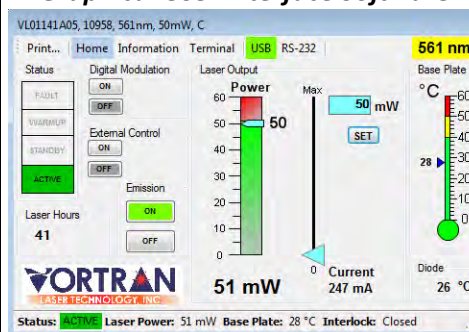 VL01141A05, 10958, 561nm, 50mW, C
Print... Home Information Terminal USB RS-232 561 nm
Status Digital Modulation Laser Output Base Plate
FAULT ON Power Max °C
WARMUP OFF 60 50 mW 60
STANDBY External Control 50 50 SET 50
ACTIVE ON 40 40
OFF 30 28 30
Emission 20 20
Laser Hours ON 10 10
41 OFF 0 0 0
VORTRAN 51 mW Current Diode
LASER TECHNOLOGY, INC. 247 mA 26 °C
Status: ACTIVE Laser Power: 51 mW Base Plate: 28 °C Interlock: Closed